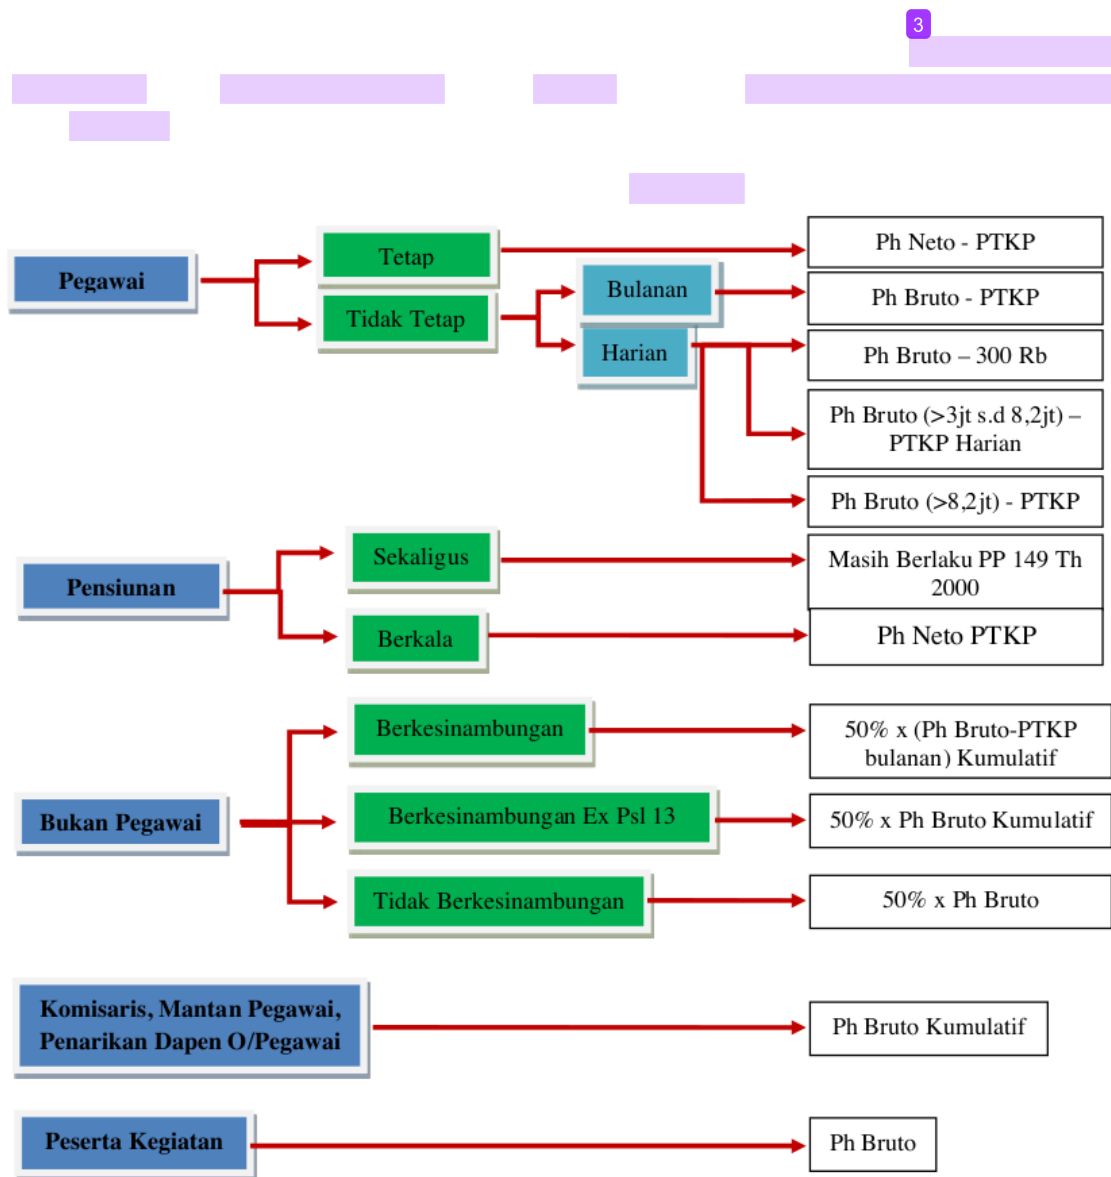 3
Pegawai
Tetap
Ph Neto - PTKP
Tidak Tetap
Bulanan
Ph Bruto - PTKP
Harian
Ph Bruto – 300 Rb
Ph Bruto (>3jt s.d 8,2jt) –
PTKP Harian
Ph Bruto (>8,2jt) - PTKP
Pensiunan
Sekaligus
Masih Berlaku PP 149 Th
2000
Berkala
Ph Neto PTKP
Bukan Pegawai
Berkesinambungan
50% x (Ph Bruto-PTKP
bulanan) Kumulatif
Berkesinambungan Ex Psl 13
50% x Ph Bruto Kumulatif
Tidak Berkesinambungan
50% x Ph Bruto
Komisaris, Mantan Pegawai,
Penarikan Dapen O/Pegawai
Ph Bruto Kumulatif
Peserta Kegiatan
Ph Bruto